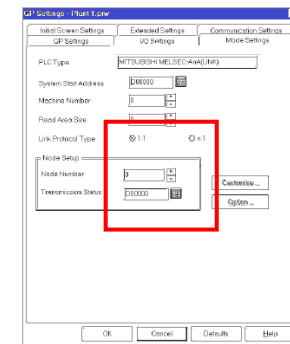 GP Settings - Plant 1.prw
Initial Screen Settings Extended Settings Communication Settings
GP Settings I/O Settings Mode Settings
PLC Type MITSUBISHI MELSEC-AnA(LINK)
System Start Address D00000
Machine Number 0
Read Area Size 0
Link Protocol Type 1:1 n:1
Node Setup
Node Number 0
Transmission Status D00000
Customize ...
Option ...
OK Cancel Defaults Help